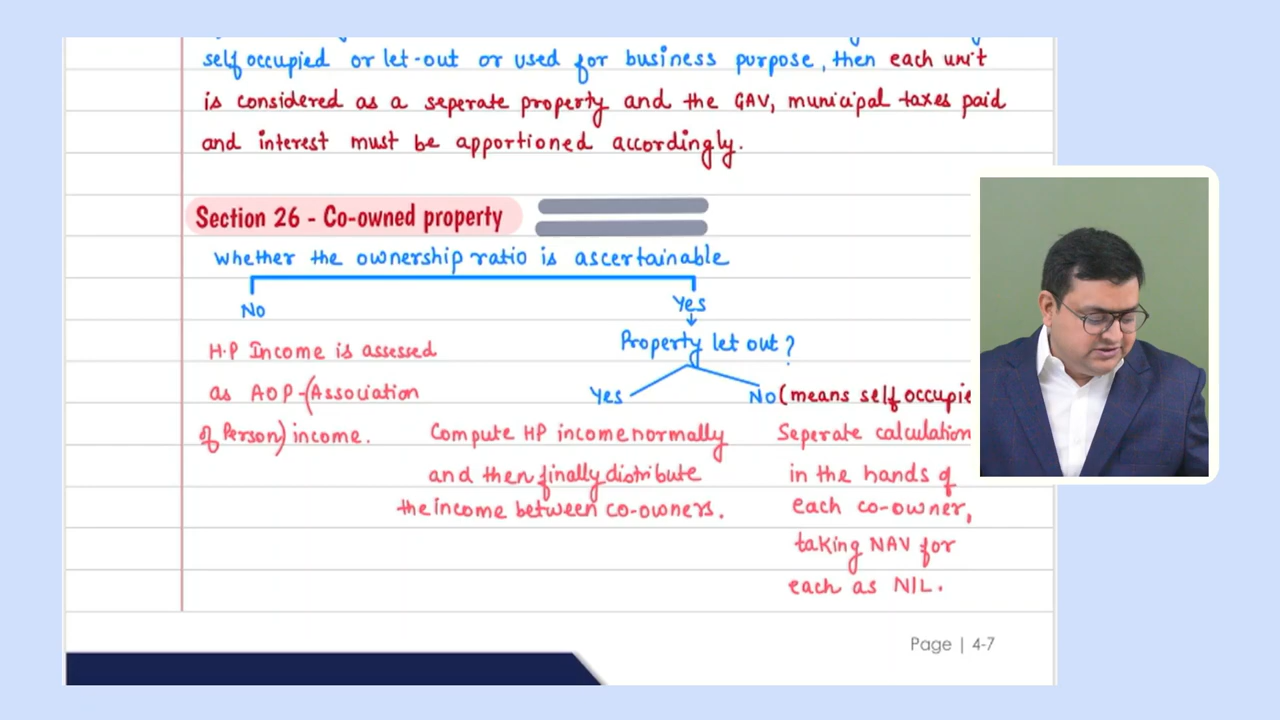 self occupied or let-out or used for business purpose, then each unit
is considered as a seperate property and the GAV, municipal taxes paid
and interest must be apportioned accordingly.
Section 26 - Co-owned property
Whether the ownership ratio is ascertainable
No
Yes
Property let out?
Yes
No (means self occupie
H.P Income is assessed
as AOP-(Association
of Person) income.
Compute HP income normally
and then finally distribute
the income between co-owners.
Seperate calculation
in the hands of
each co-owner,
taking NAV for
each as NIL.
Page | 4-7